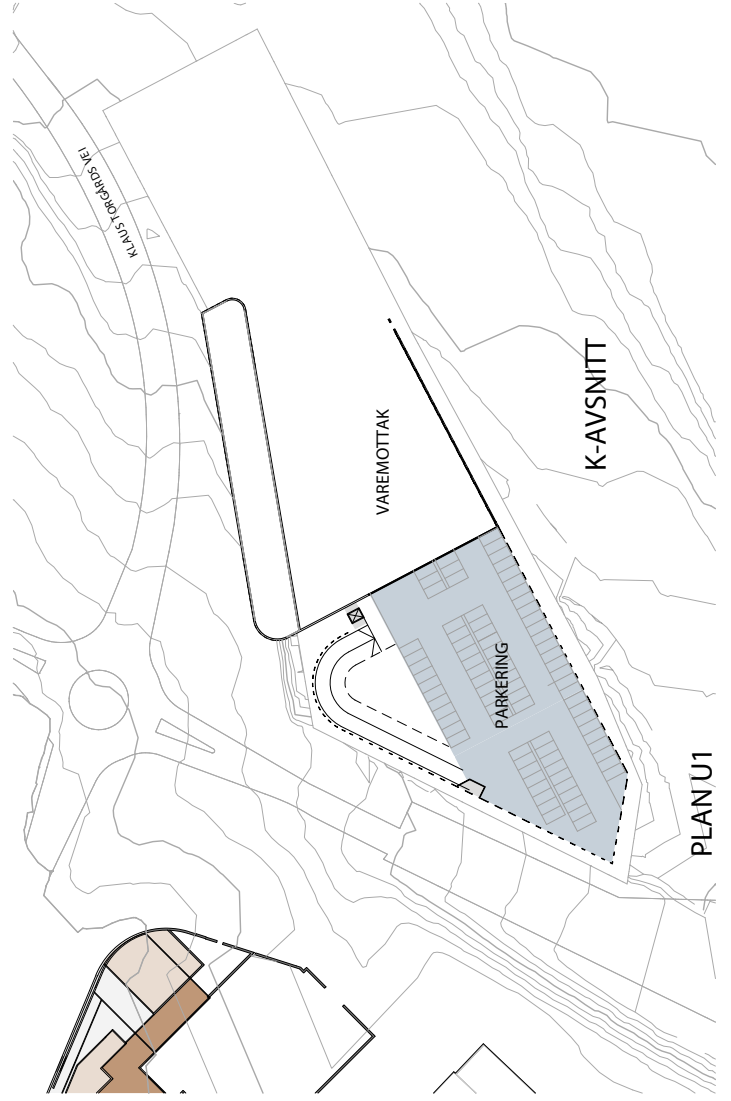 KLAUS TORGÅRDS VEI
VAREMOTTAK
K-AVSNITT
PARKERING
PLAN U1